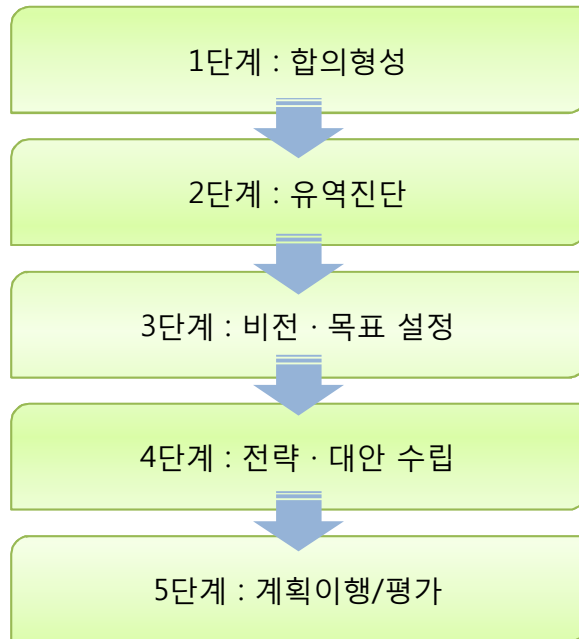 1단계 : 합의형성
2단계 : 유역진단
3단계 : 비전 · 목표 설정
4단계 : 전략 · 대안 수립
5단계 : 계획이행/평가